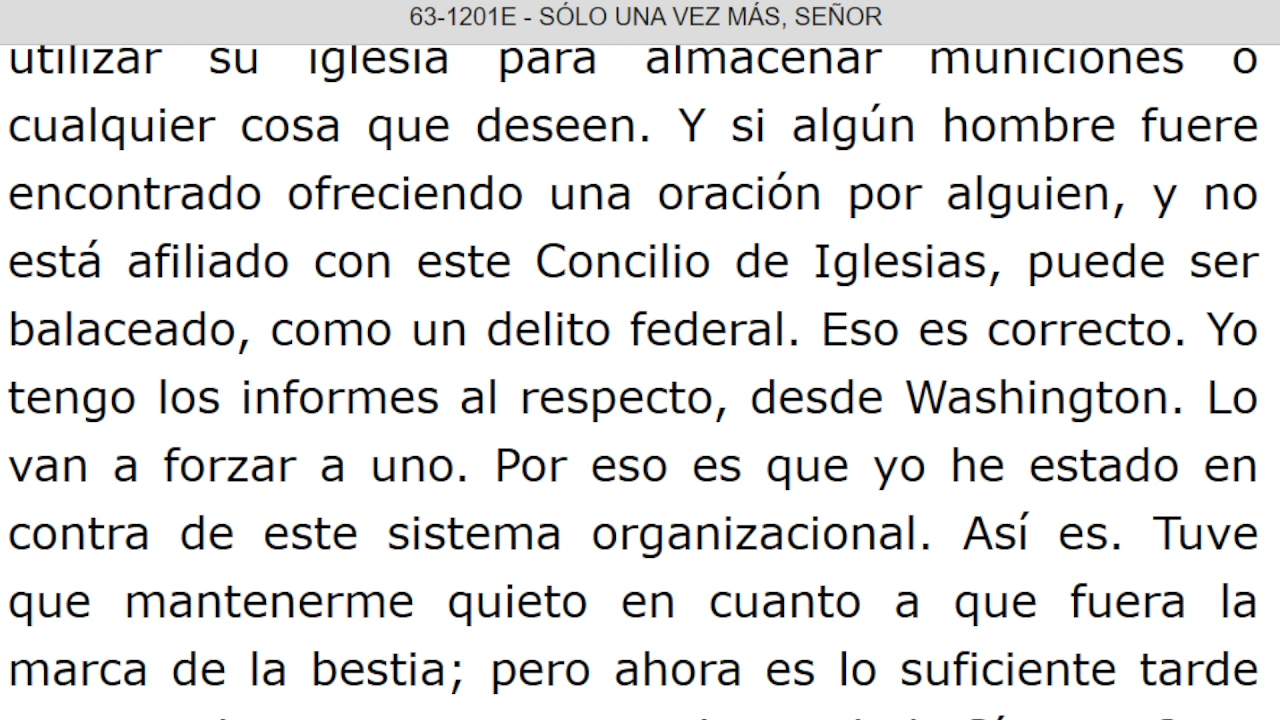 63-1201E - SÓLO UNA VEZ MÁS, SEÑOR
utilizar su iglesia para almacenar municiones o
cualquier cosa que deseen. Y si algún hombre fuere
encontrado ofreciendo una oración por alguien, y no
está afiliado con este Concilio de Iglesias, puede ser
balaceado, como un delito federal. Eso es correcto. Yo
tengo los informes al respecto, desde Washington. Lo
van a forzar a uno. Por eso es que yo he estado en
contra de este sistema organizacional. Así es. Tuve
que mantenerme quieto en cuanto a que fuera la
marca de la bestia; pero ahora es lo suficiente tarde